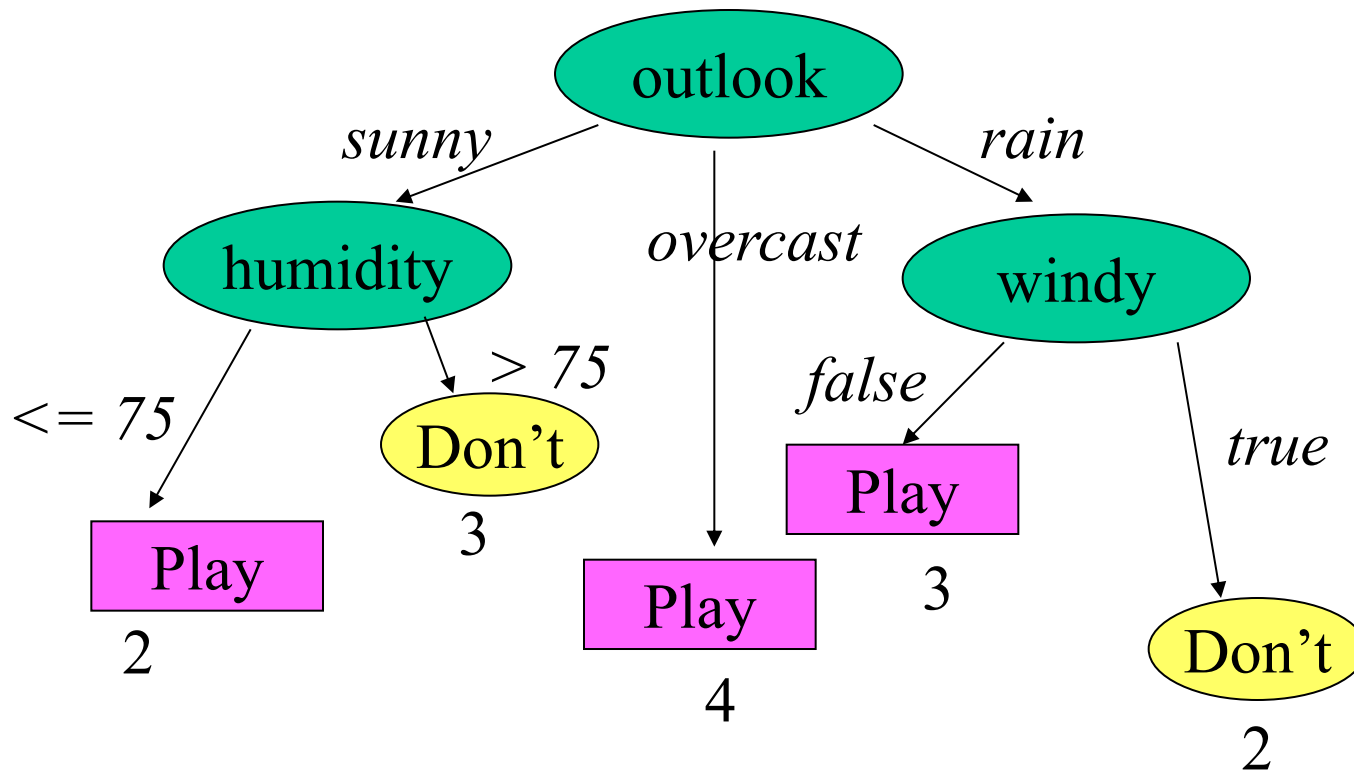 outlook
sunny
rain
overcast
humidity
windy
<= 75
> 75
false
true
Don’t
3
Play
2
Play
4
Play
3
Don’t
2